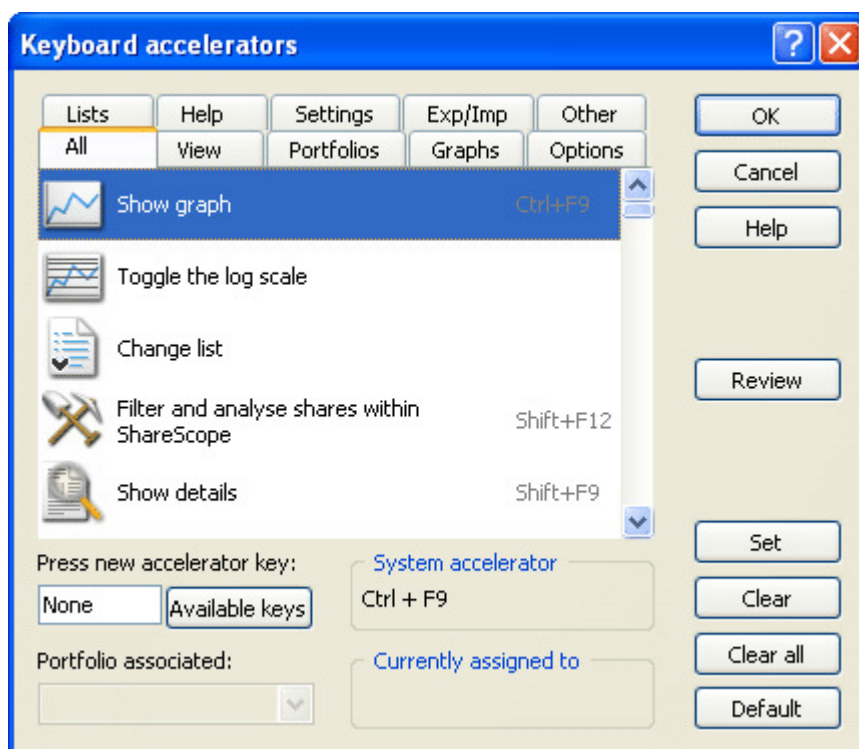 Keyboard accelerators
Lists Help Settings Exp/Imp Other
All View Portfolios Graphs Options
Show graph Ctrl+F9
Toggle the log scale
Change list
Filter and analyse shares within
ShareScope Shift+F12
Show details Shift+F9
OK
Cancel
Help
Review
Set
Clear
Clear all
Default
Press new accelerator key:
None Available keys
System accelerator
Ctrl + F9
Portfolio associated:
Currently assigned to